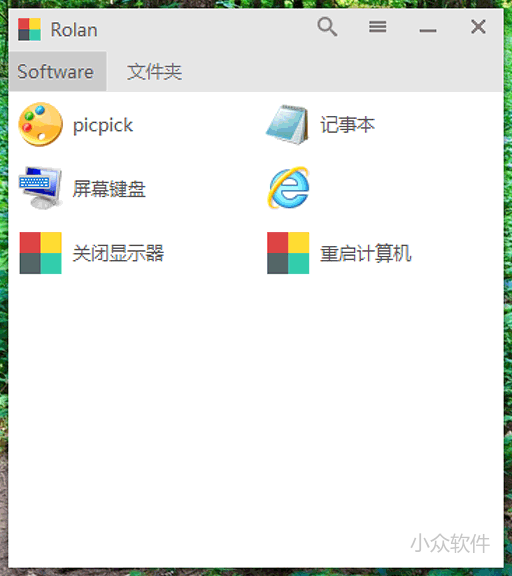 Rolan
Software 文件夹
picpick 记事本
屏幕键盘
关闭显示器 重启计算机
小众软件